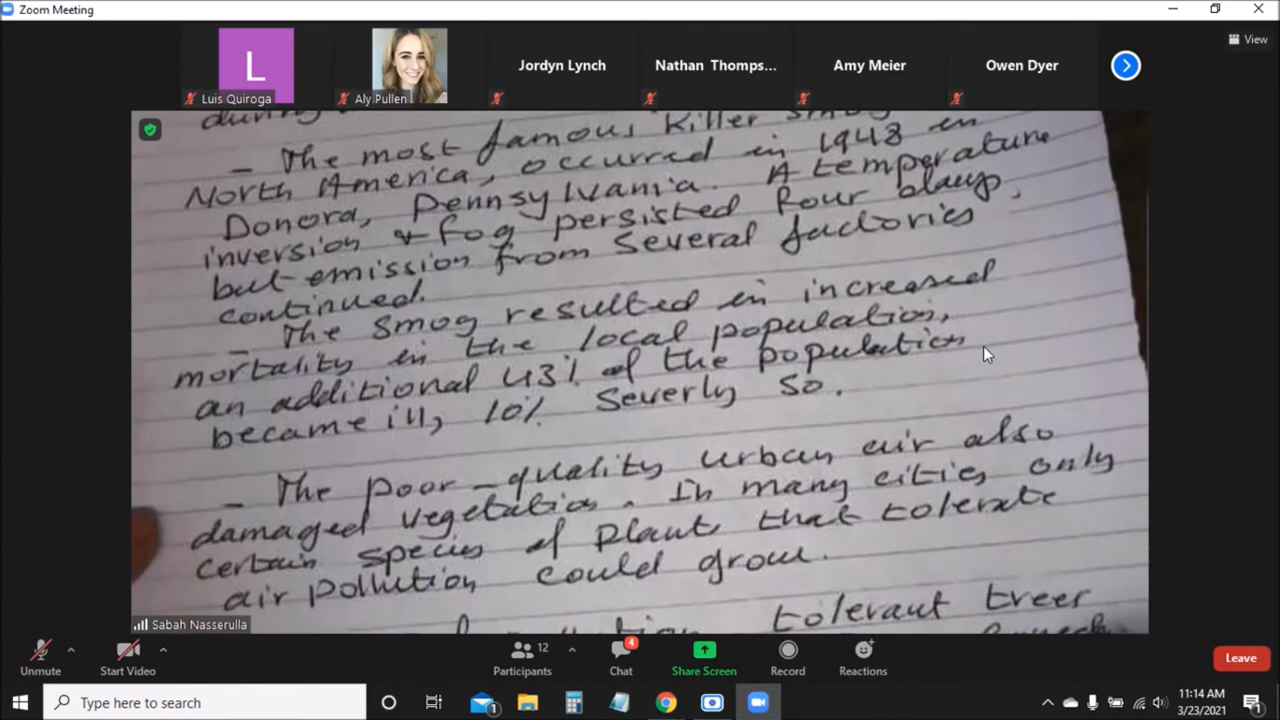 Zoom Meeting
View
L
Luis Quiroga
Aly Pullen
Jordyn Lynch
Nathan Thomps...
Amy Meier
Owen Dyer
during
- The most famous Killer Smog
North America, occurred in 1948 in
Donora, Pennsylvania. A temperature
inversion & fog persisted four days,
but emission from Several factories
continued.
- The Smog resulted in increased
mortality in the local population,
an additional 43% of the population
became ill, 10% Severly So.
- The poor-quality urban air also
damaged vegetation. In many cities only
certain species of Plant that tolerate
air pollution could grow.
tolerant trees
Sabah Nasserulla
Unmute
Start Video
12
Participants
4
Chat
Share Screen
Record
Reactions
Leave
Type here to search
1
11:14 AM
3/23/2021
1